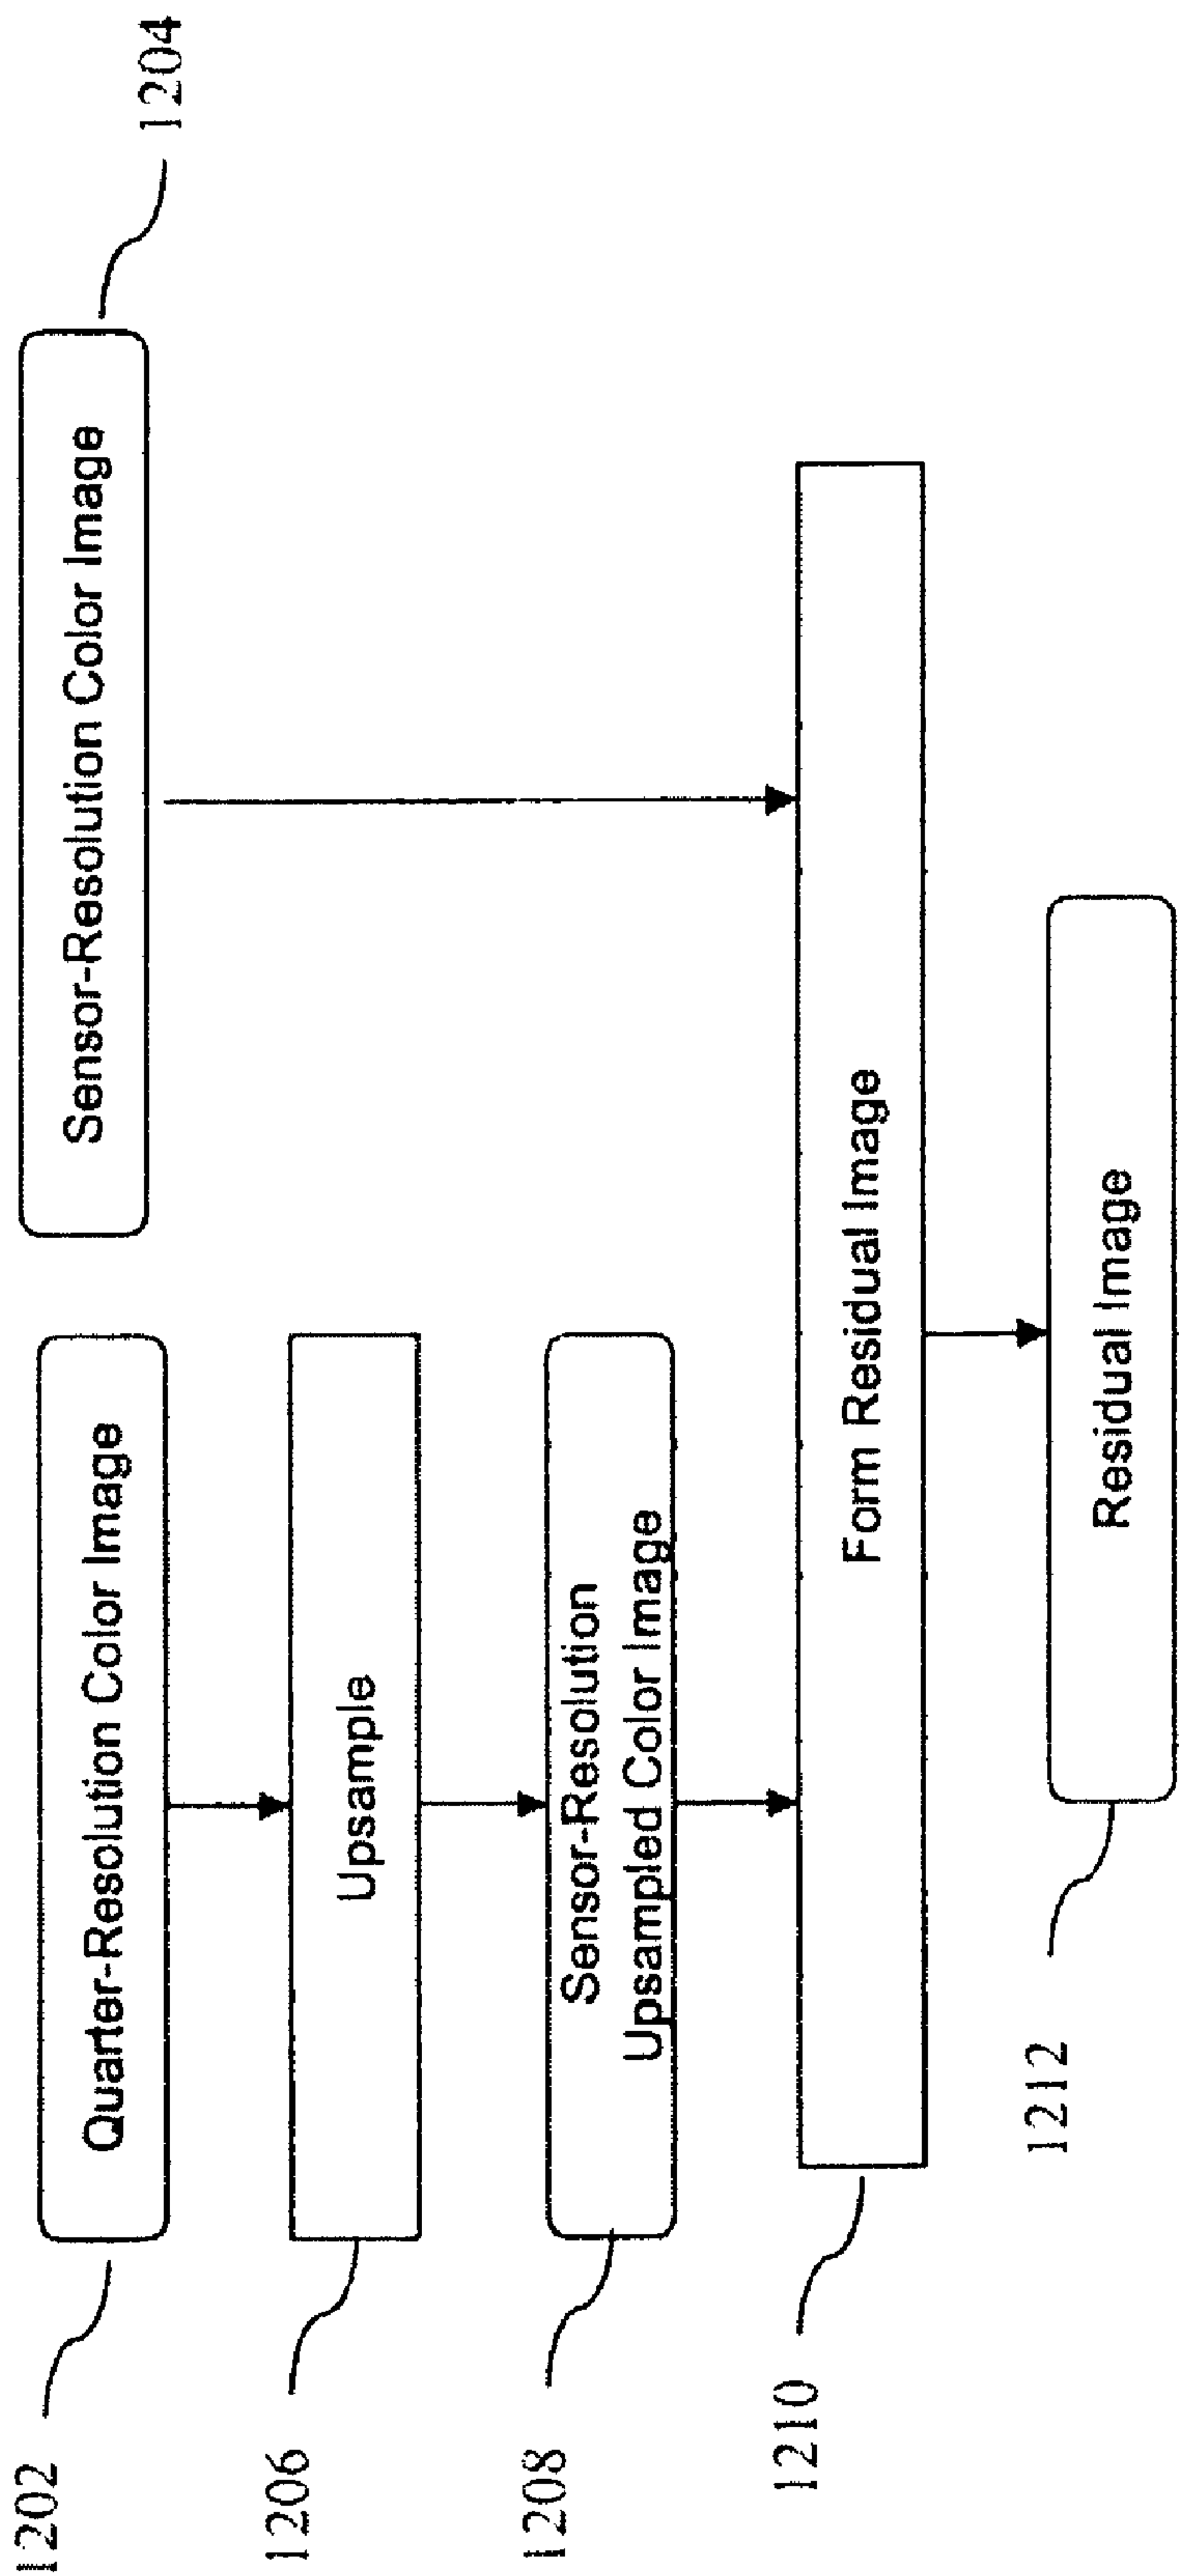 1202
Quarter-Resolution Color Image
Sensor-Resolution Color Image
1204
1206
Upsample
1208
Sensor-Resolution
Upsampled Color Image
1210
Form Residual Image
1212
Residual Image